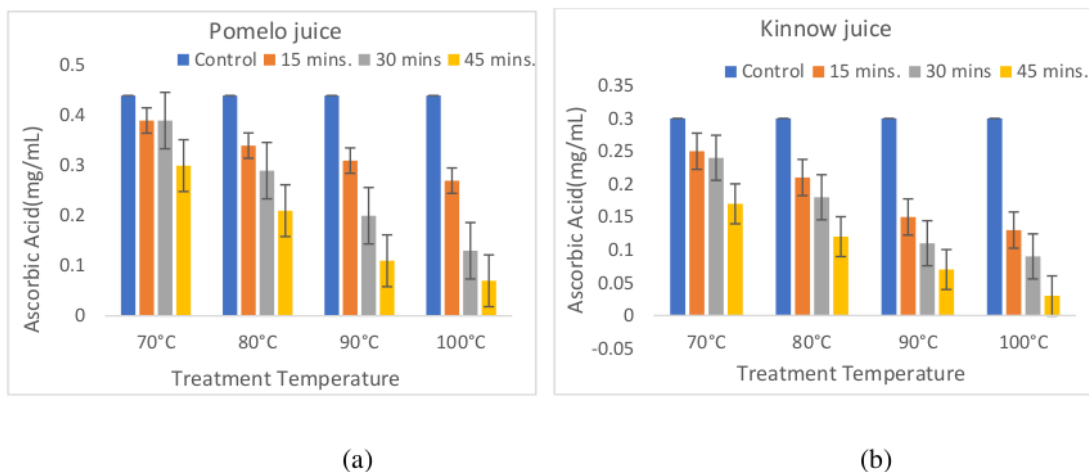 Pomelo juice
Control 15 mins. 30 mins 45 mins.
0.5
0.4
0.3
0.2
0.1
0
Ascorbic Acid(mg/mL)
70°C 80°C 90°C 100°C
Treatment Temperature
(a)
Kinnow juice
Control 15 mins. 30 mins 45 mins.
0.35
0.3
0.25
0.2
0.15
0.1
0.05
0
-0.05
Ascorbic Acid(mg/mL)
70°C 80°C 90°C 100°C
Treatment Temperature
(b)